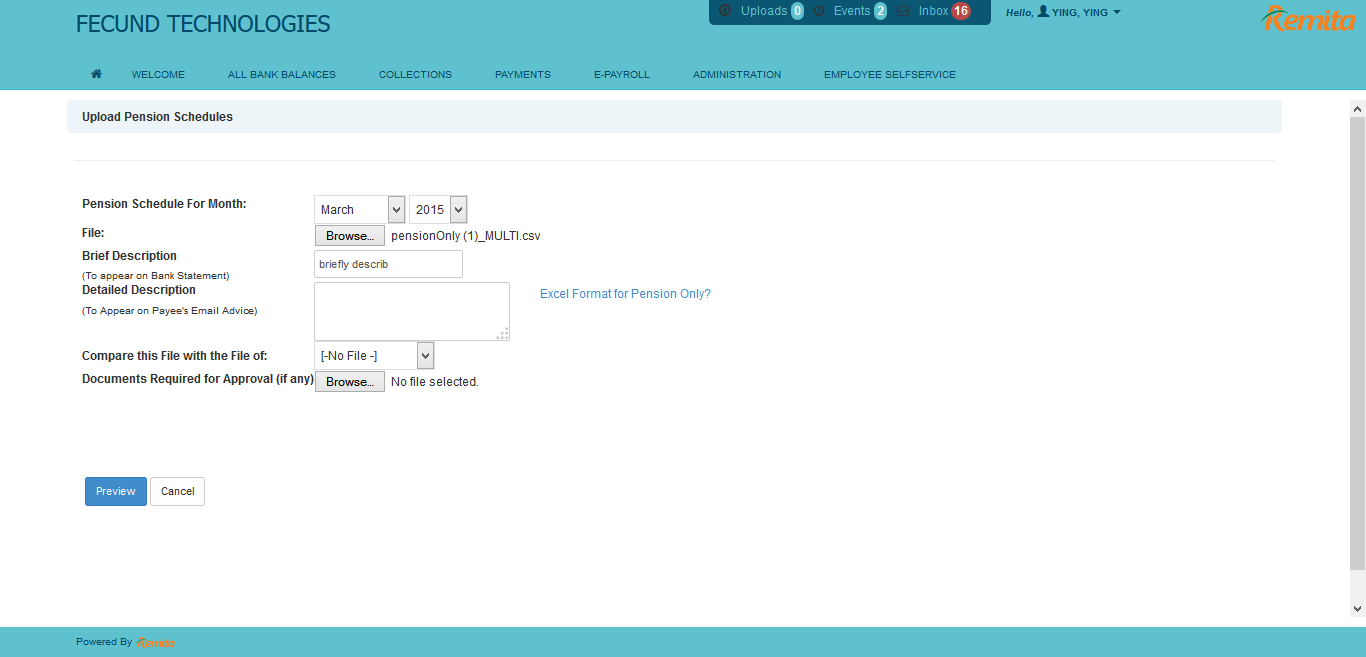 FECUND TECHNOLOGIES
Uploads 0 Events 2 Inbox 16
Hello, YING, YING
Remita
WELCOME ALL BANK BALANCES COLLECTIONS PAYMENTS E-PAYROLL ADMINISTRATION EMPLOYEE SELFSERVICE
Upload Pension Schedules
Pension Schedule For Month: March 2015
File: Browse... pensionOnly (1)_MULTI.csv
Brief Description briefly describ
(To appear on Bank Statement)
Detailed Description Excel Format for Pension Only?
(To Appear on Payee's Email Advice)
Compare this File with the File of: [-No File -]
Documents Required for Approval (if any) Browse... No file selected.
Preview Cancel
Powered By Remita